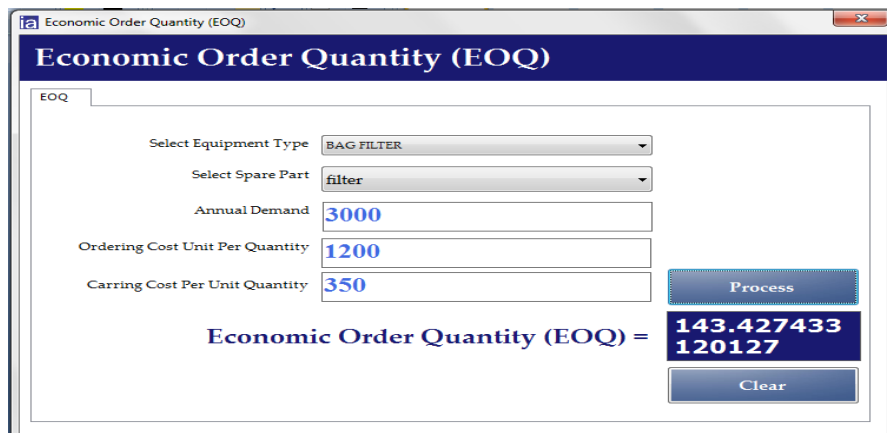 ia Economic Order Quantity (EOQ)
Economic Order Quantity (EOQ)
EOQ
Select Equipment Type BAG FILTER
Select Spare Part filter
Annual Demand 3000
Ordering Cost Unit Per Quantity 1200
Carring Cost Per Unit Quantity 350
Process
Economic Order Quantity (EOQ) = 143.427433
120127
Clear